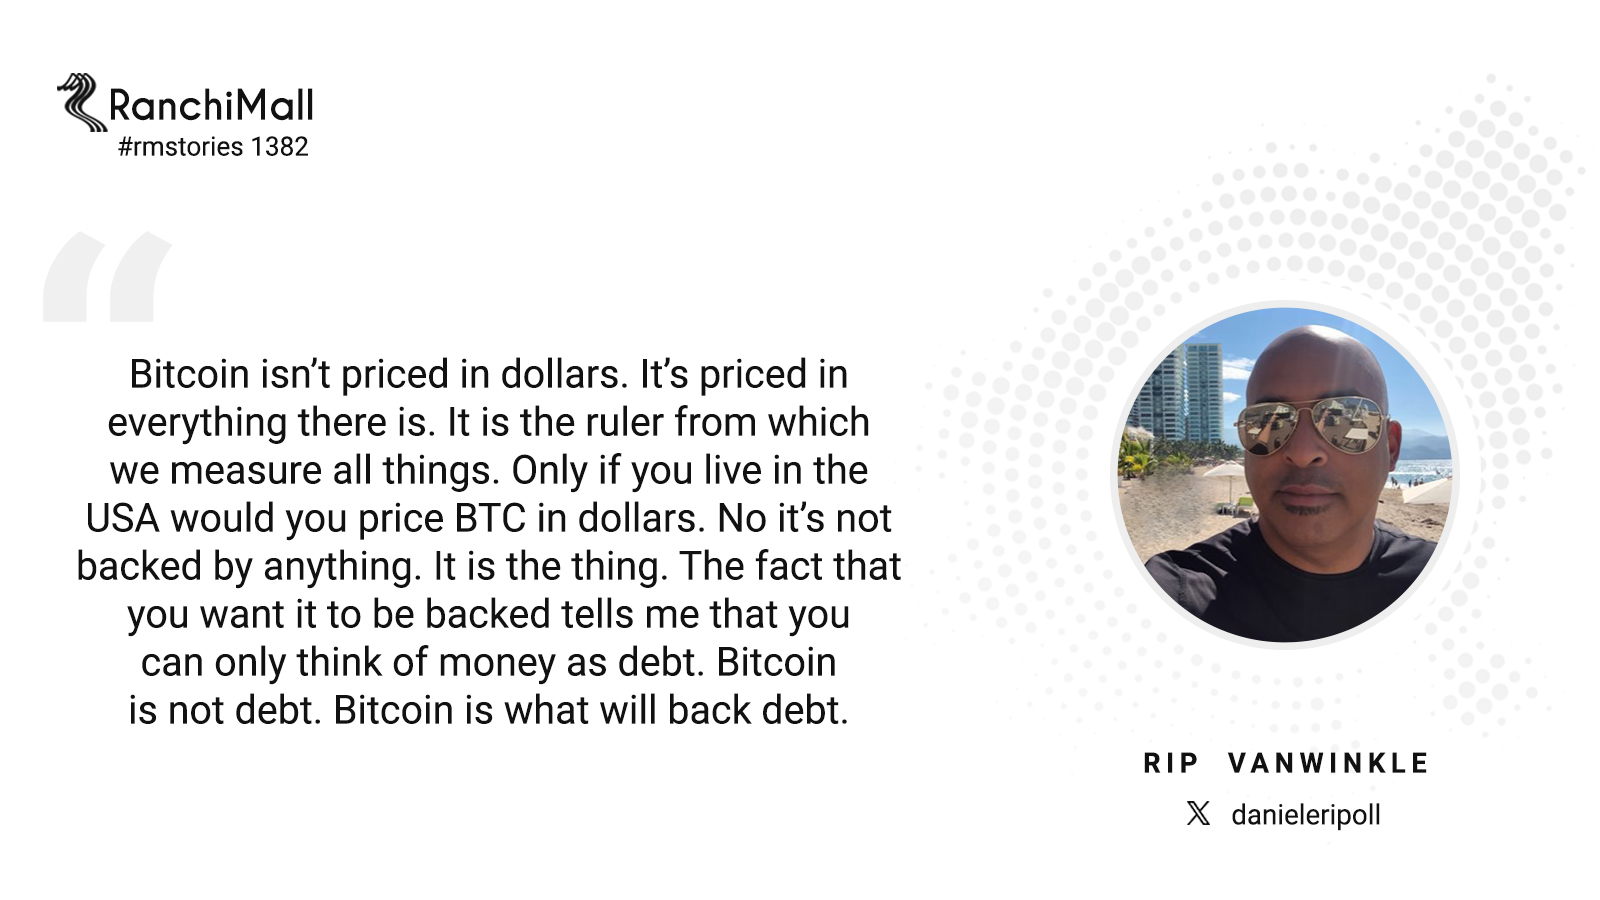 RanchiMall
#rmstories 1382
“
Bitcoin isn’t priced in dollars. It’s priced in
everything there is. It is the ruler from which
we measure all things. Only if you live in the
USA would you price BTC in dollars. No it’s not
backed by anything. It is the thing. The fact that
you want it to be backed tells me that you
can only think of money as debt. Bitcoin
is not debt. Bitcoin is what will back debt.
RIP VANWINKLE
𝕏 danieleripoll